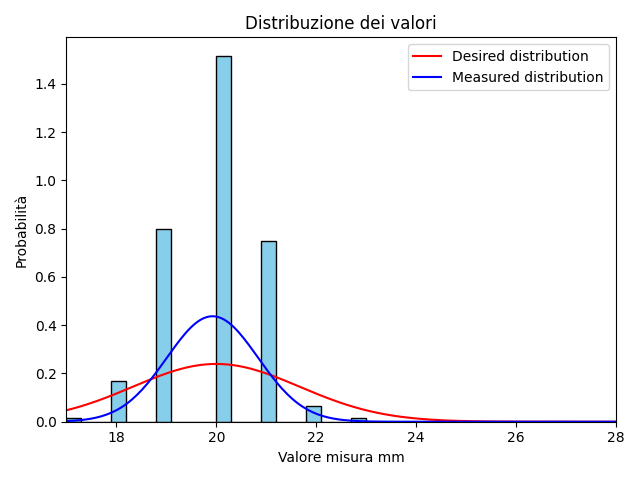 Distribuzione dei valori
Desired distribution
Measured distribution
Probabilità
1.4
1.2
1.0
0.8
0.6
0.4
0.2
0.0
18 20 22 24 26 28
Valore misura mm